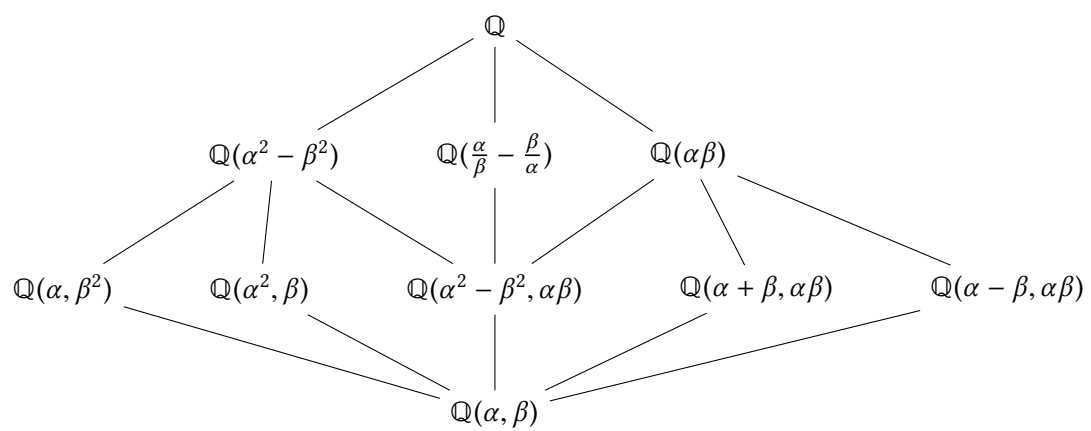 ℚ
ℚ(α² − β²) ℚ(α/β − β/α) ℚ(αβ)
ℚ(α, β²) ℚ(α², β) ℚ(α² − β², αβ) ℚ(α + β, αβ) ℚ(α − β, αβ)
ℚ(α, β)